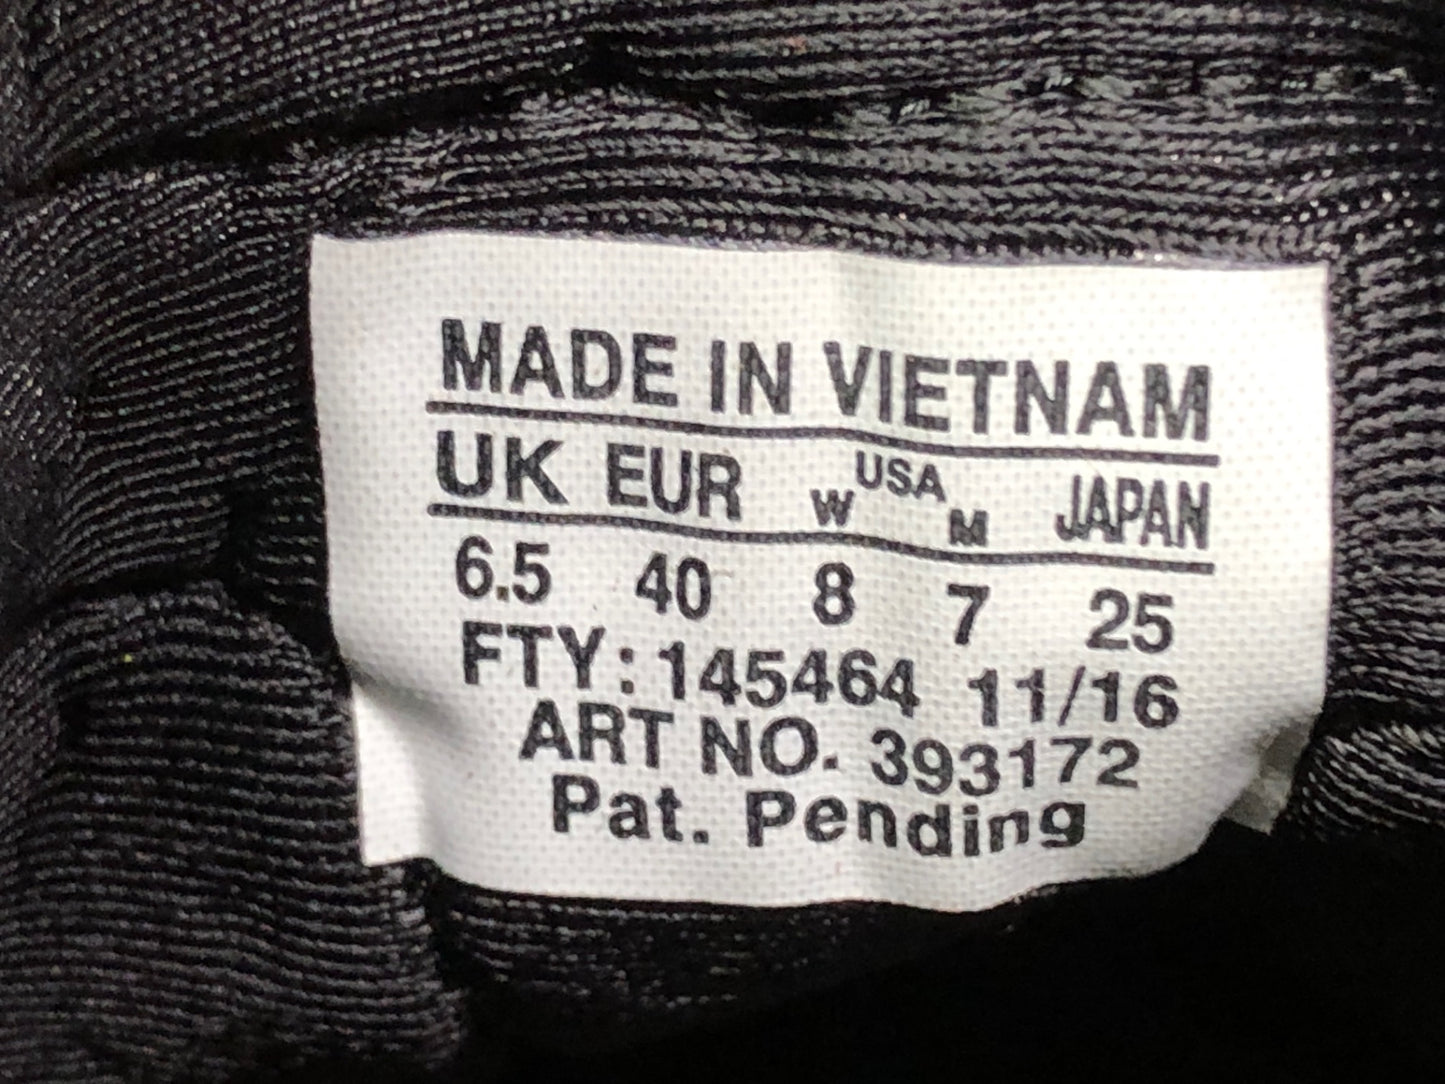 MADE IN VIETNAM
UK EUR W USA M JAPAN
6.5 40 8 7 25
FTY: 145464 11/16
ART NO. 393172
Pat. Pending